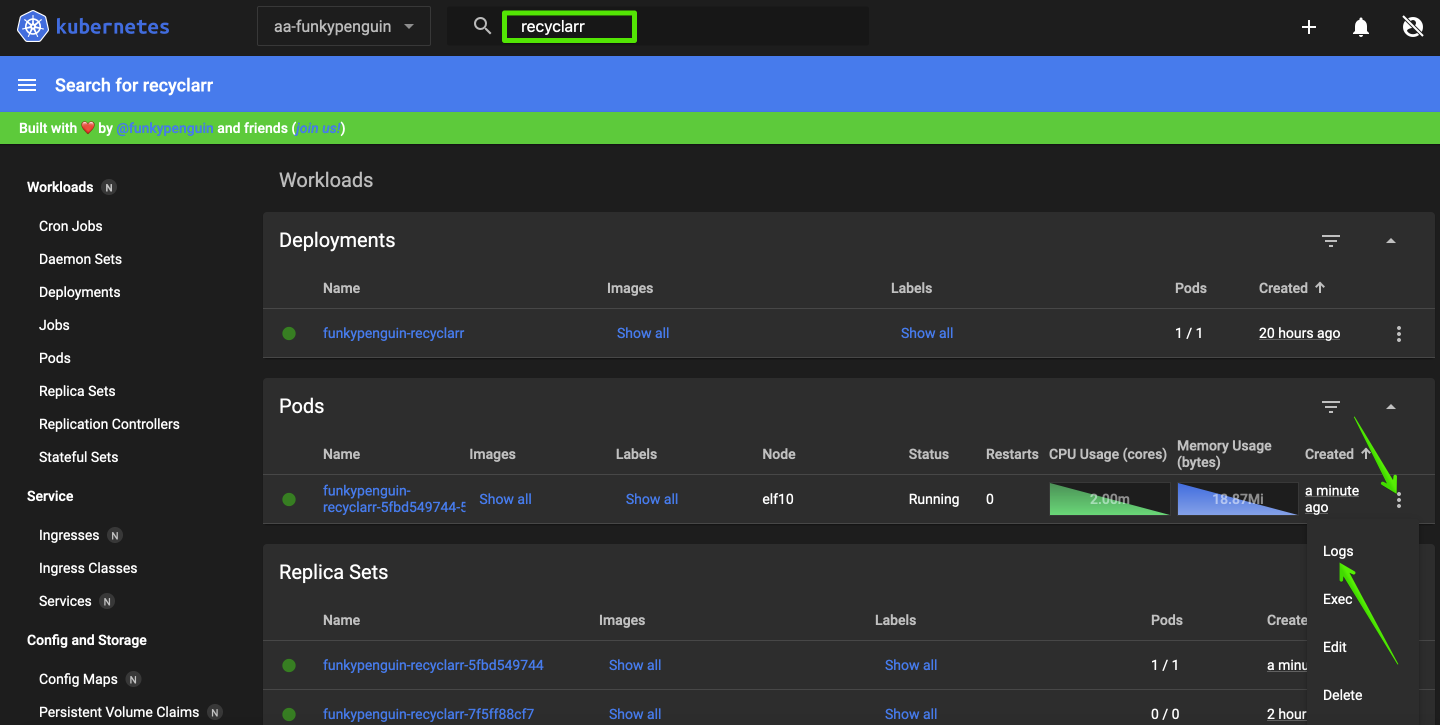 kubernetes
aa-funkypenguin
recyclarr
Search for recyclarr
Built with ❤️ by @funkypenguin and friends (join us!)
Workloads N
Cron Jobs
Daemon Sets
Deployments
Jobs
Pods
Replica Sets
Replication Controllers
Stateful Sets
Service
Ingresses N
Ingress Classes
Services N
Config and Storage
Config Maps N
Persistent Volume Claims N
Workloads
Deployments
Name Images Labels Pods Created
funkypenguin-recyclarr Show all Show all 1 / 1 20 hours ago
Pods
Name Images Labels Node Status Restarts CPU Usage (cores) Memory Usage (bytes) Created
funkypenguin-
recyclarr-5fbd549744-5 Show all Show all elf10 Running 0 2.00m 18.87Mi a minute ago
Logs
Exec
Edit
Delete
Replica Sets
Name Images Labels Pods Create
funkypenguin-recyclarr-5fbd549744 Show all Show all 1 / 1 a minu
funkypenguin-recyclarr-7f5ff88cf7 Show all Show all 0 / 0 2 hour